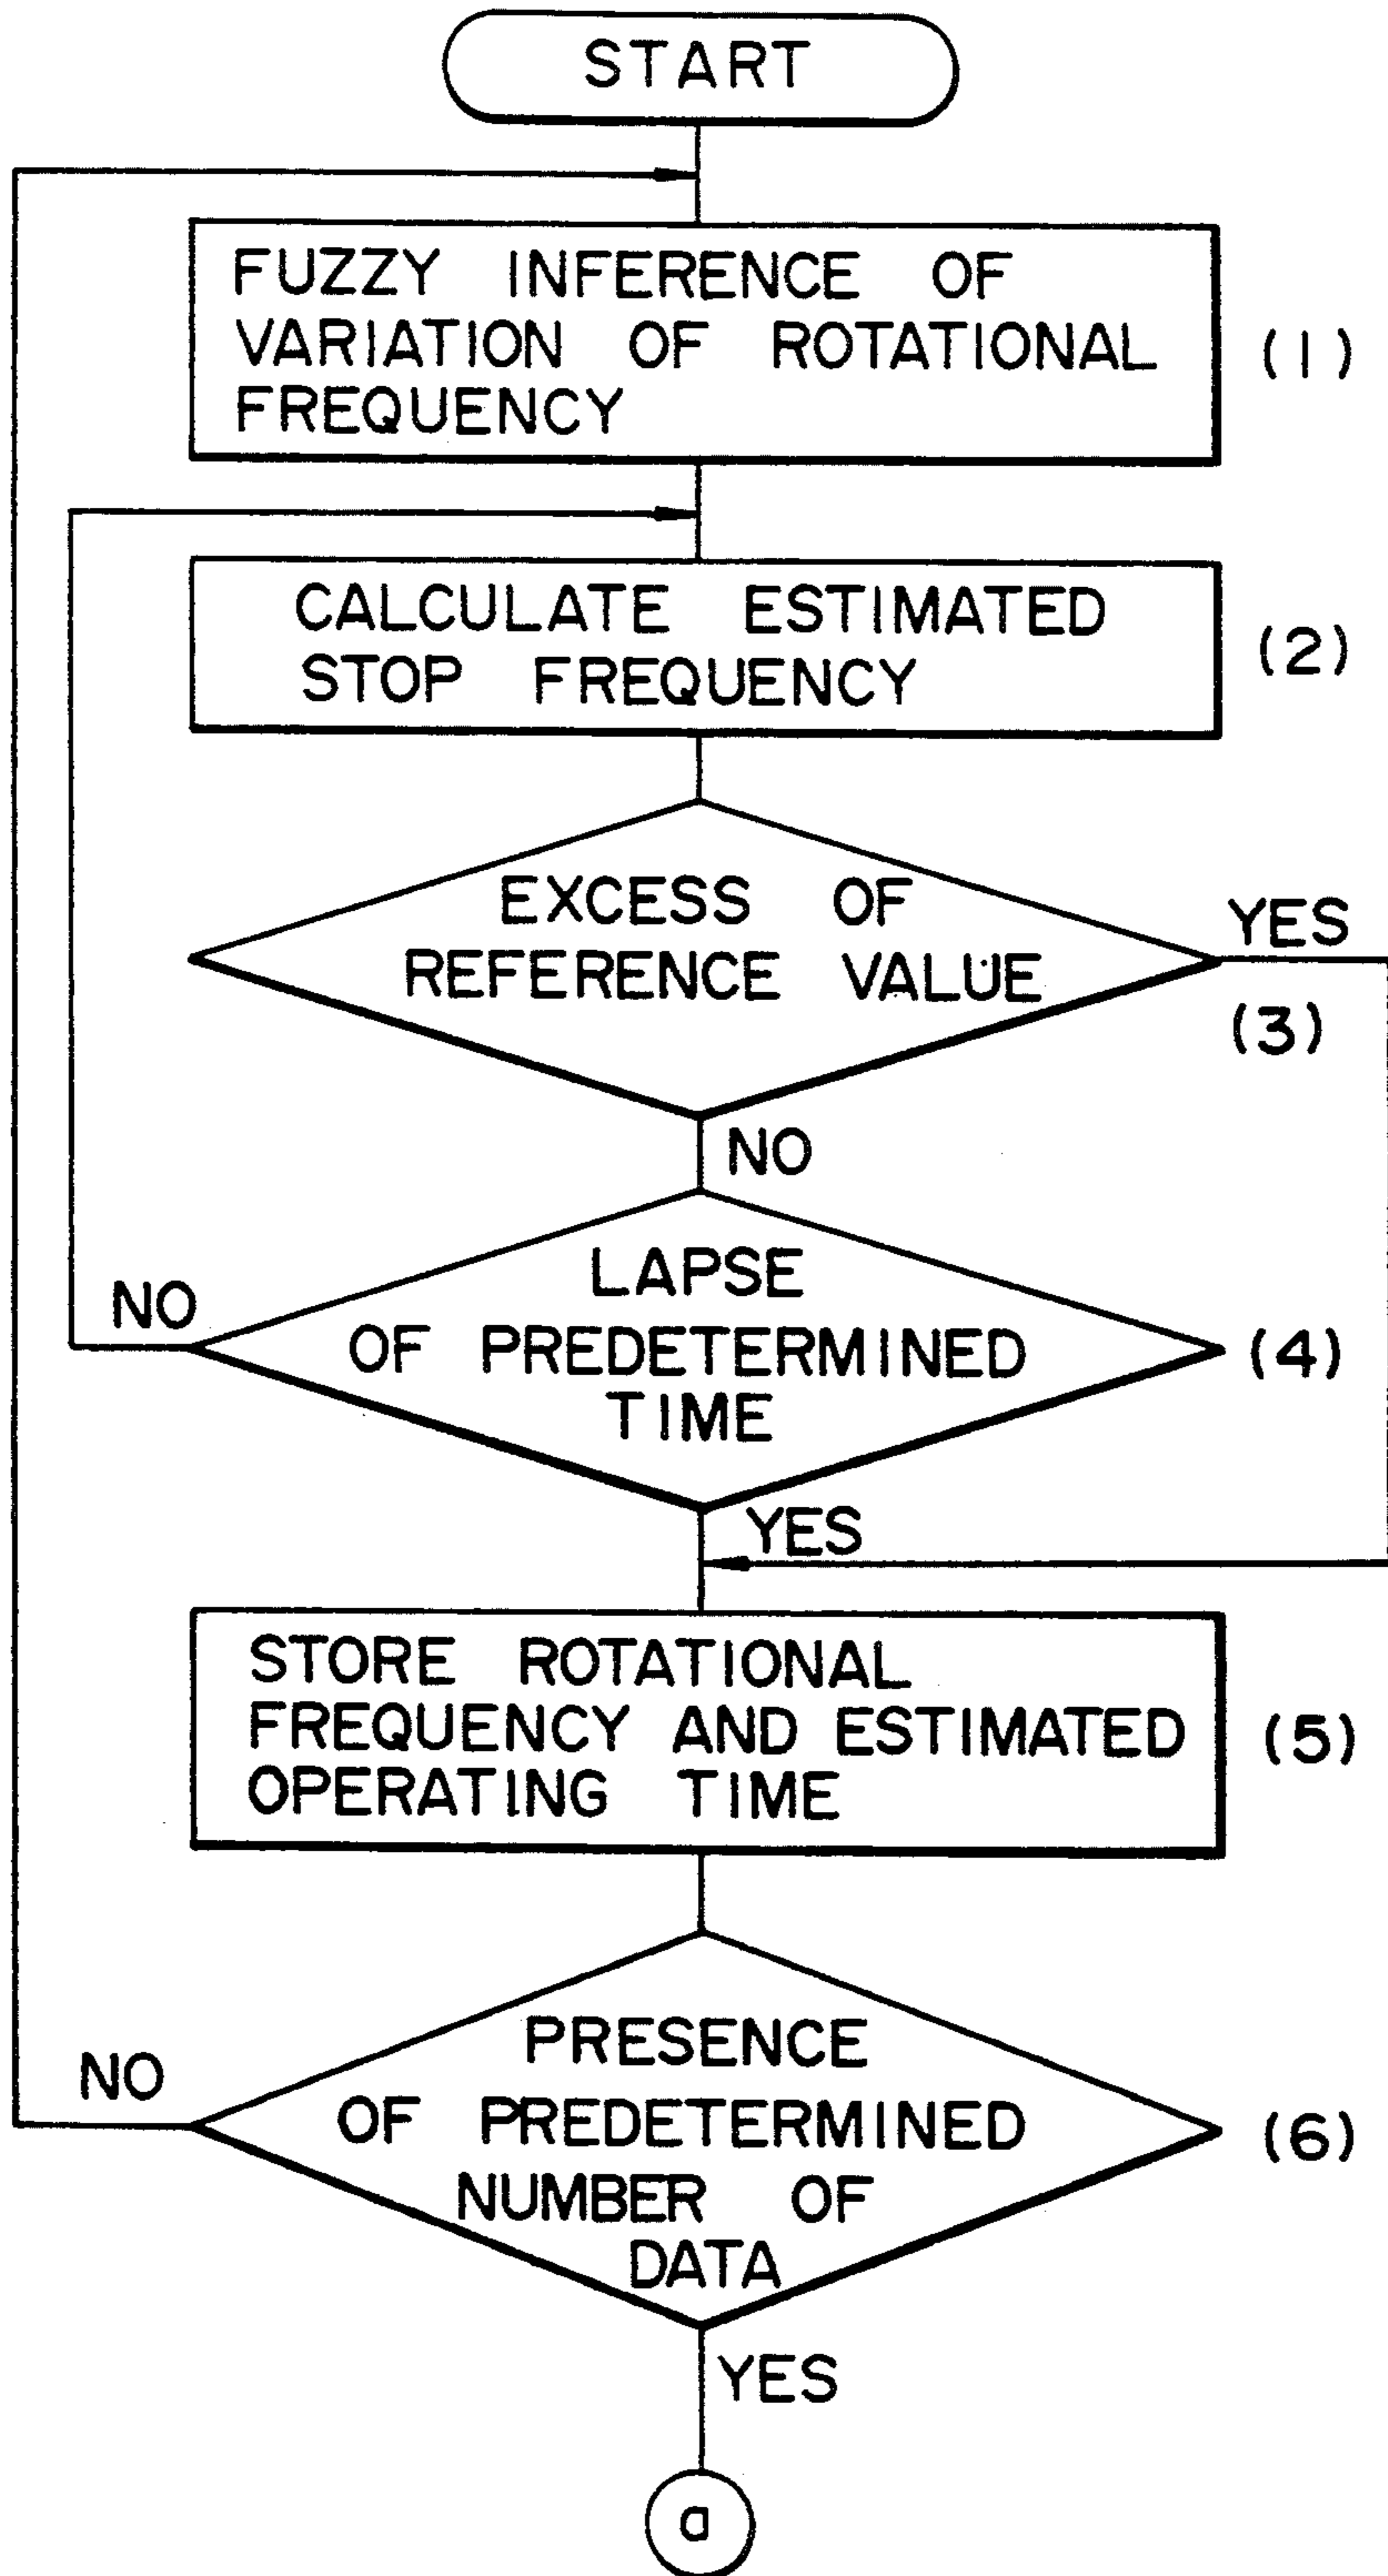 START
FUZZY INFERENCE OF
VARIATION OF ROTATIONAL
FREQUENCY
(1)
CALCULATE ESTIMATED
STOP FREQUENCY
(2)
EXCESS OF
REFERENCE VALUE
YES
(3)
NO
LAPSE
OF PREDETERMINED
TIME
NO
(4)
YES
STORE ROTATIONAL
FREQUENCY AND ESTIMATED
OPERATING TIME
(5)
PRESENCE
OF PREDETERMINED
NUMBER OF
DATA
NO
(6)
YES
a